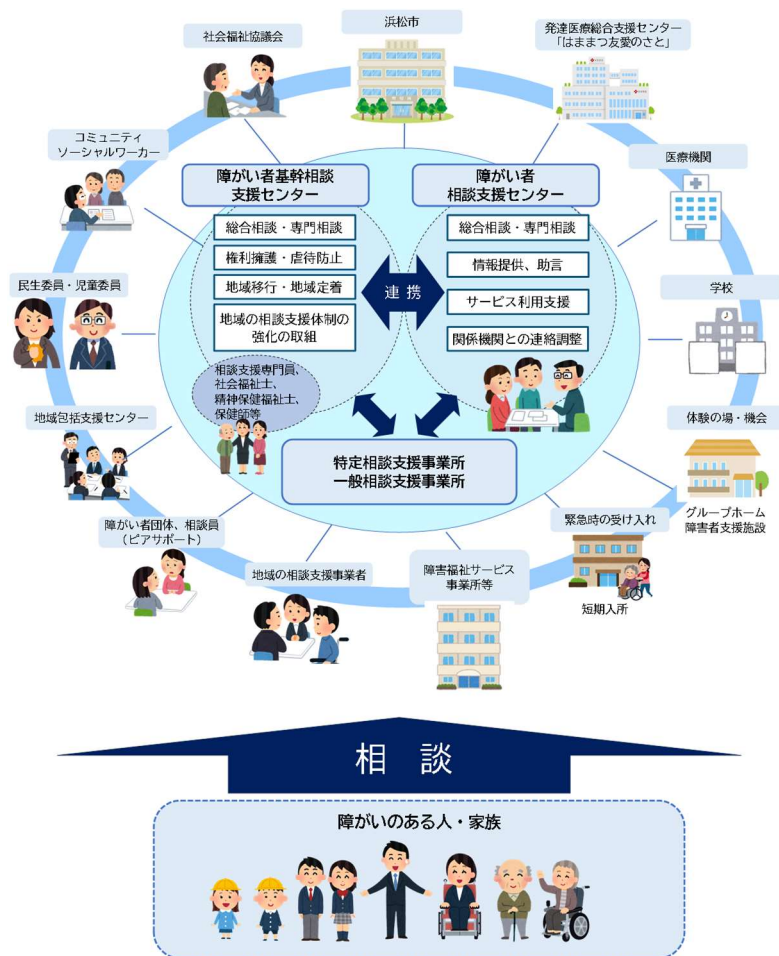 社会福祉協議会
浜松市
発達医療総合支援センター
「はままつ友愛のさと」
コミュニティ
ソーシャルワーカー
医療機関
民生委員・児童委員
学校
地域包括支援センター
体験の場・機会
グループホーム
障害者支援施設
障がい者団体、相談員
（ピアサポート）
緊急時の受け入れ
短期入所
地域の相談支援事業者
障害福祉サービス
事業所等
障がい者基幹相談
支援センター
総合相談・専門相談
権利擁護・虐待防止
地域移行・地域定着
地域の相談支援体制の
強化の取組
相談支援専門員、
社会福祉士、
精神保健福祉士、
保健師等
連携
障がい者
相談支援センター
総合相談・専門相談
情報提供、助言
サービス利用支援
関係機関との連絡調整
特定相談支援事業所
一般相談支援事業所
相談
障がいのある人・家族